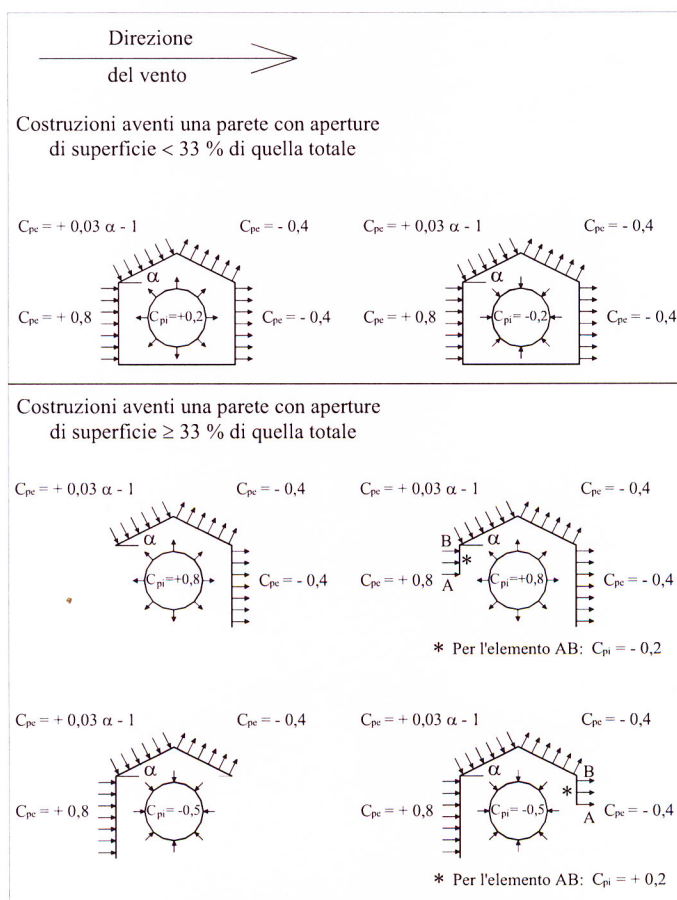 Direzione
del vento
Costruzioni aventi una parete con aperture
di superficie < 33 % di quella totale
Cpe = + 0,03 α - 1
Cpe = - 0,4
Cpe = + 0,03 α - 1
Cpe = - 0,4
α
α
Cpe = + 0,8
Cpi=+0,2
Cpe = - 0,4
Cpe = + 0,8
Cpi= -0,2
Cpe = - 0,4
Costruzioni aventi una parete con aperture
di superficie ≥ 33 % di quella totale
Cpe = + 0,03 α - 1
Cpe = - 0,4
Cpe = + 0,03 α - 1
Cpe = - 0,4
α
B
α
*
Cpi=+0,8
Cpe = - 0,4
Cpe = + 0,8
A
Cpi=+0,8
Cpe = - 0,4
* Per l'elemento AB: Cpi = - 0,2
Cpe = + 0,03 α - 1
Cpe = - 0,4
Cpe = + 0,03 α - 1
Cpe = - 0,4
α
α
B
*
Cpe = + 0,8
Cpi= -0,5
Cpe = + 0,8
Cpi= -0,5
A
Cpe = - 0,4
* Per l'elemento AB: Cpi = + 0,2